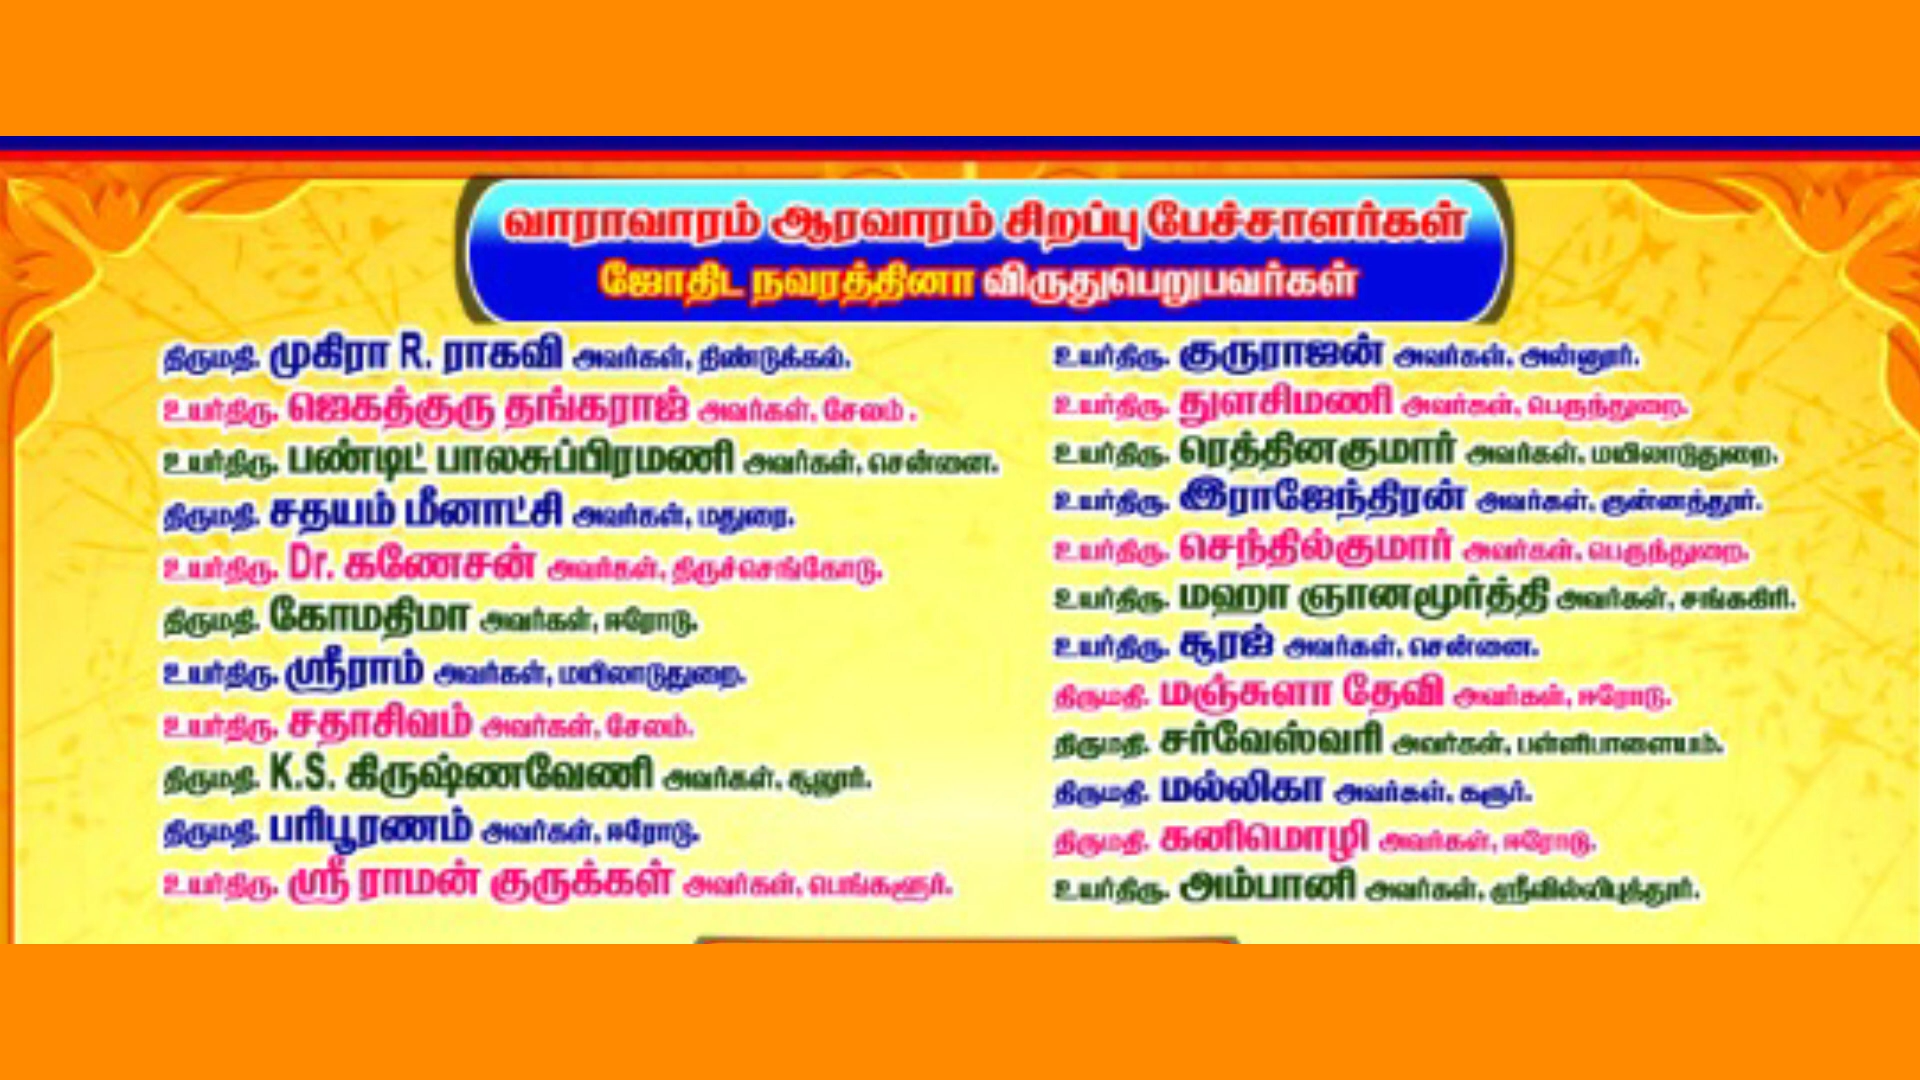 வாராவாரம் ஆரவாரம் சிறப்பு பேச்சாளர்கள்
ஜோதிட நவரத்தினா விருதுபெறுபவர்கள்
திருமதி. முகிரா R. ராகவி அவர்கள், திண்டுக்கல்.
உயர்திரு. ஜெகத்குரு தங்கராஜ் அவர்கள், சேலம் .
உயர்திரு. பண்டிட் பாலசுப்பிரமணி அவர்கள், சென்னை.
திருமதி. சதயம் மீனாட்சி அவர்கள், மதுரை.
உயர்திரு. Dr. கணேசன் அவர்கள், திருச்செங்கோடு.
திருமதி. கோமதிமா அவர்கள், ஈரோடு.
உயர்திரு. ஸ்ரீராம் அவர்கள், மயிலாடுதுறை.
உயர்திரு. சதாசிவம் அவர்கள், சேலம்.
திருமதி. K.S. கிருஷ்ணவேணி அவர்கள், சூலூர்.
திருமதி. பரிபூரணம் அவர்கள், ஈரோடு.
உயர்திரு. ஸ்ரீ ராமன் குருக்கள் அவர்கள், பெங்களூர்.
உயர்திரு. குருராஜன் அவர்கள், அன்னூர்.
உயர்திரு. துளசிமணி அவர்கள், பெருந்துறை.
உயர்திரு. ரெத்தினகுமார் அவர்கள், மயிலாடுதுறை.
உயர்திரு. இராஜேந்திரன் அவர்கள், குன்னத்தூர்.
உயர்திரு. செந்தில்குமார் அவர்கள், பெருந்துறை.
உயர்திரு. மஹா ஞானமூர்த்தி அவர்கள், சங்ககிரி.
உயர்திரு. சூரஜ் அவர்கள், சென்னை.
திருமதி. மஞ்சுளா தேவி அவர்கள், ஈரோடு.
திருமதி. சர்வேஸ்வரி அவர்கள், பள்ளிபாளையம்.
திருமதி. மல்லிகா அவர்கள், கரூர்.
திருமதி. கனிமொழி அவர்கள், ஈரோடு.
உயர்திரு. அம்பானி அவர்கள், ஸ்ரீவில்லிபுத்தூர்.